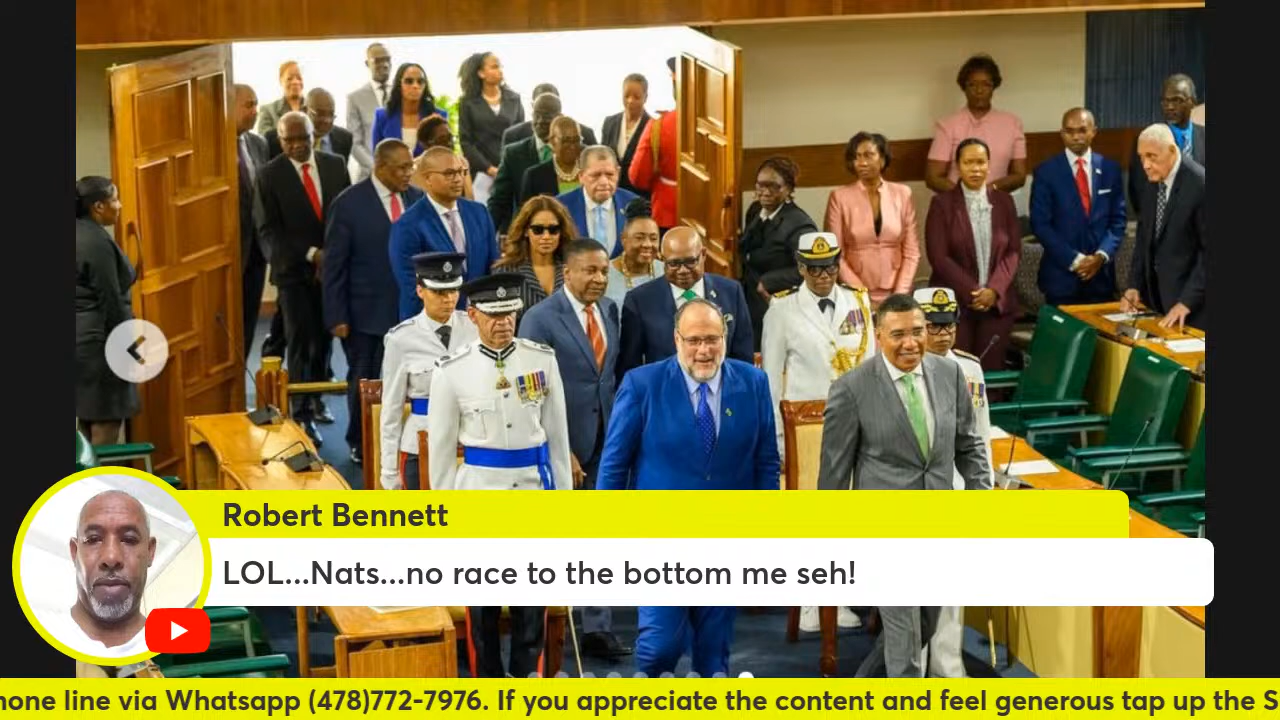 Robert Bennett
LOL...Nats...no race to the bottom me seh!
hone line via Whatsapp (478)772-7976. If you appreciate the content and feel generous tap up the S